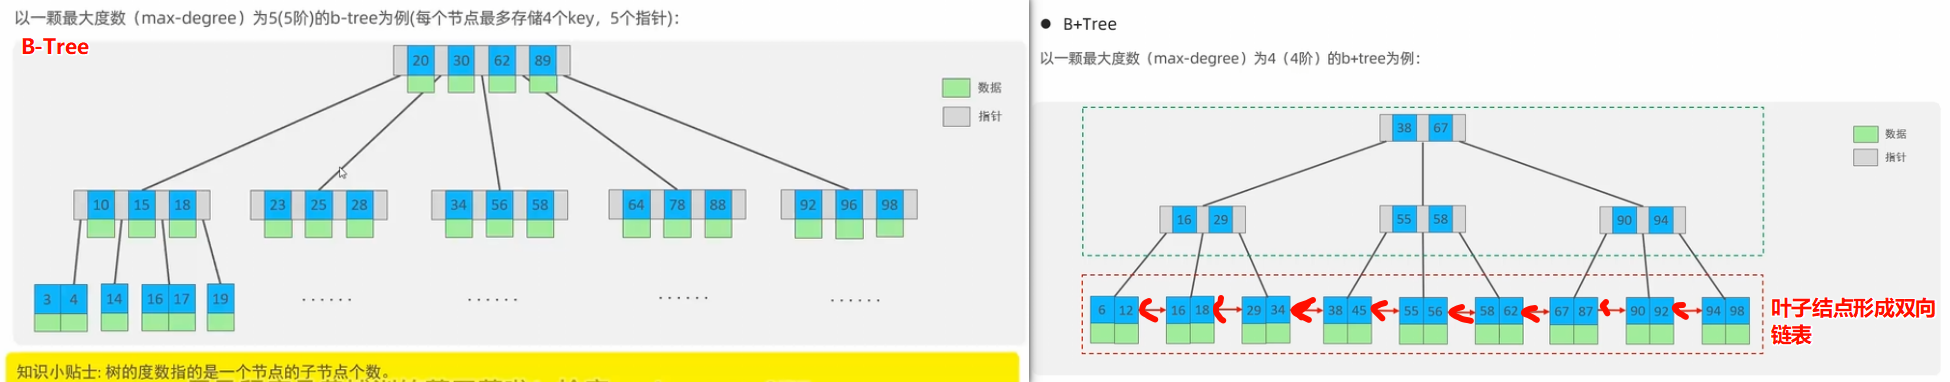 以一颗最大度数（max-degree）为5(5阶)的b-tree为例(每个节点最多存储4个key，5个指针)：
B-Tree
20 30 62 89
数据
指针
10 15 18 23 25 28 34 56 58 64 78 88 92 96 98
3 4 14 16 17 19 ······ ······ ······ ······
知识小贴士: 树的度数指的是一个节点的子节点个数。
● B+Tree
以一颗最大度数（max-degree）为4（4阶）的b+tree为例：
38 67
数据
指针
16 29 55 58 90 94
6 12 16 18 29 34 38 45 55 56 58 62 67 87 90 92 94 98
叶子结点形成双向
链表